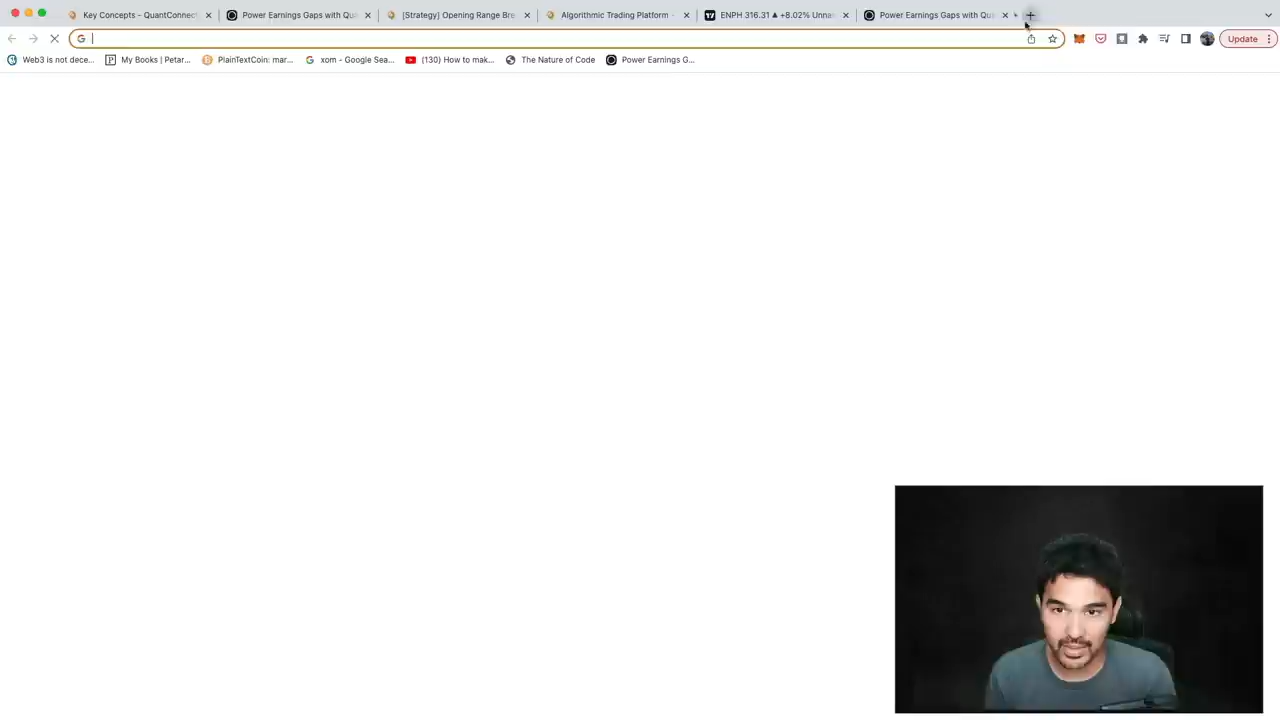 Key Concepts - QuantConnect
Power Earnings Gaps with Qu
[Strategy] Opening Range Bre
Algorithmic Trading Platform -
ENPH 316.31 ▲ +8.02% Unna
Power Earnings Gaps with Qu
Update
Web3 is not dece...
My Books | Petar...
PlainTextCoin: mar...
xom - Google Sea...
(130) How to mak...
The Nature of Code
Power Earnings G...